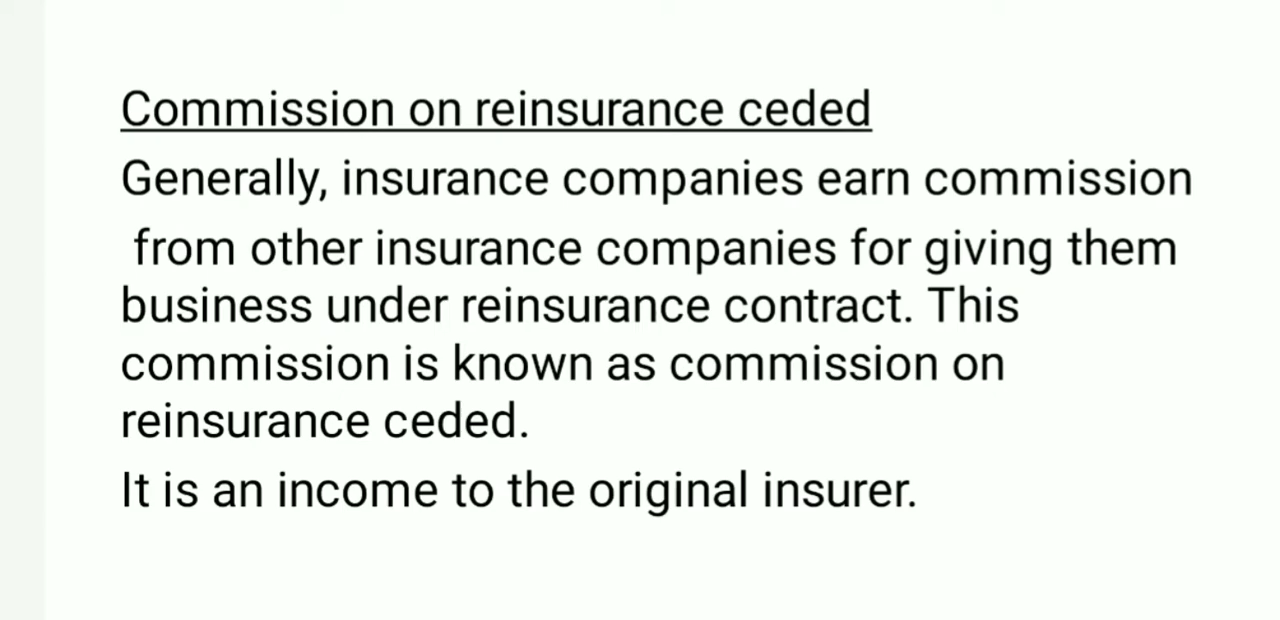 Commission on reinsurance ceded
Generally, insurance companies earn commission
from other insurance companies for giving them
business under reinsurance contract. This
commission is known as commission on
reinsurance ceded.
It is an income to the original insurer.